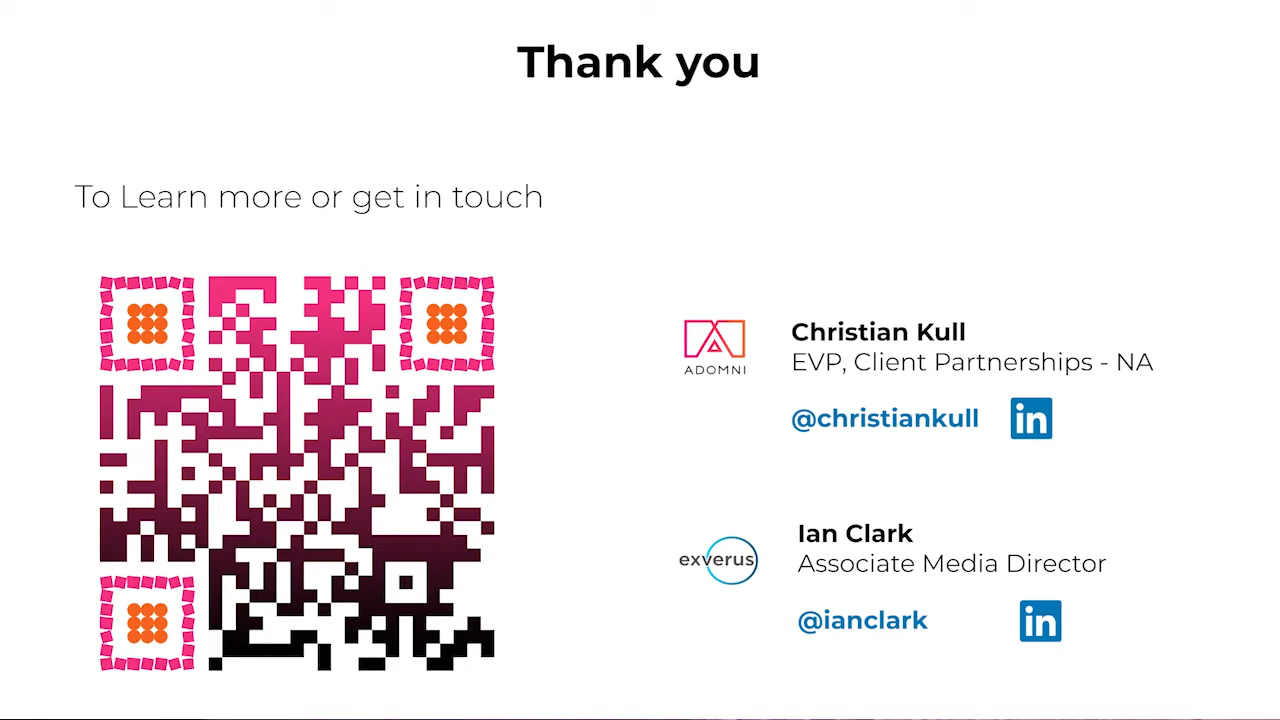 Thank you
To Learn more or get in touch
ADOMNI
Christian Kull
EVP, Client Partnerships - NA
@christiankull
in
exverus
Ian Clark
Associate Media Director
@ianclark
in